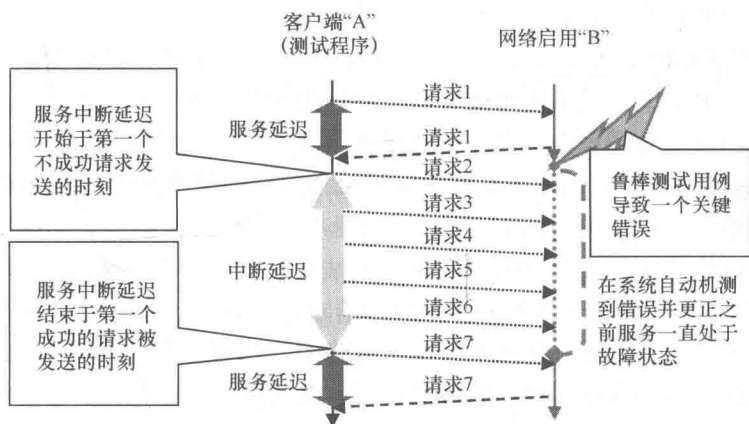 客户端“A”
(测试程序)
网络启用“B”
服务中断延迟
开始于第一个
不成功请求发
送的时刻
服务延迟
请求1
请求1
请求2
请求3
请求4
请求5
请求6
请求7
请求7
中断延迟
服务延迟
服务中断延迟
结束于第一个
成功的请求被
发送的时刻
鲁棒测试用例
导致一个关键
错误
在系统自动机测
到错误并更正之
前服务一直处于
故障状态